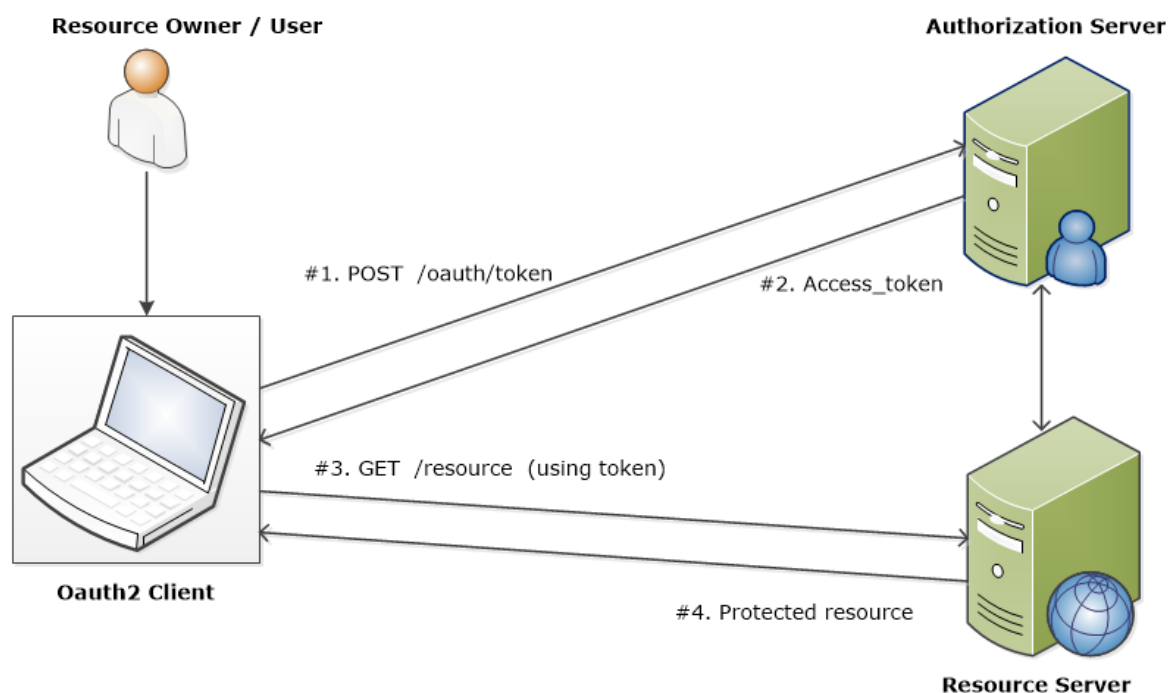 Resource Owner / User
Authorization Server
#1. POST  /oauth/token
#2. Access_token
#3. GET  /resource  (using token)
Oauth2 Client
#4. Protected resource
Resource Server